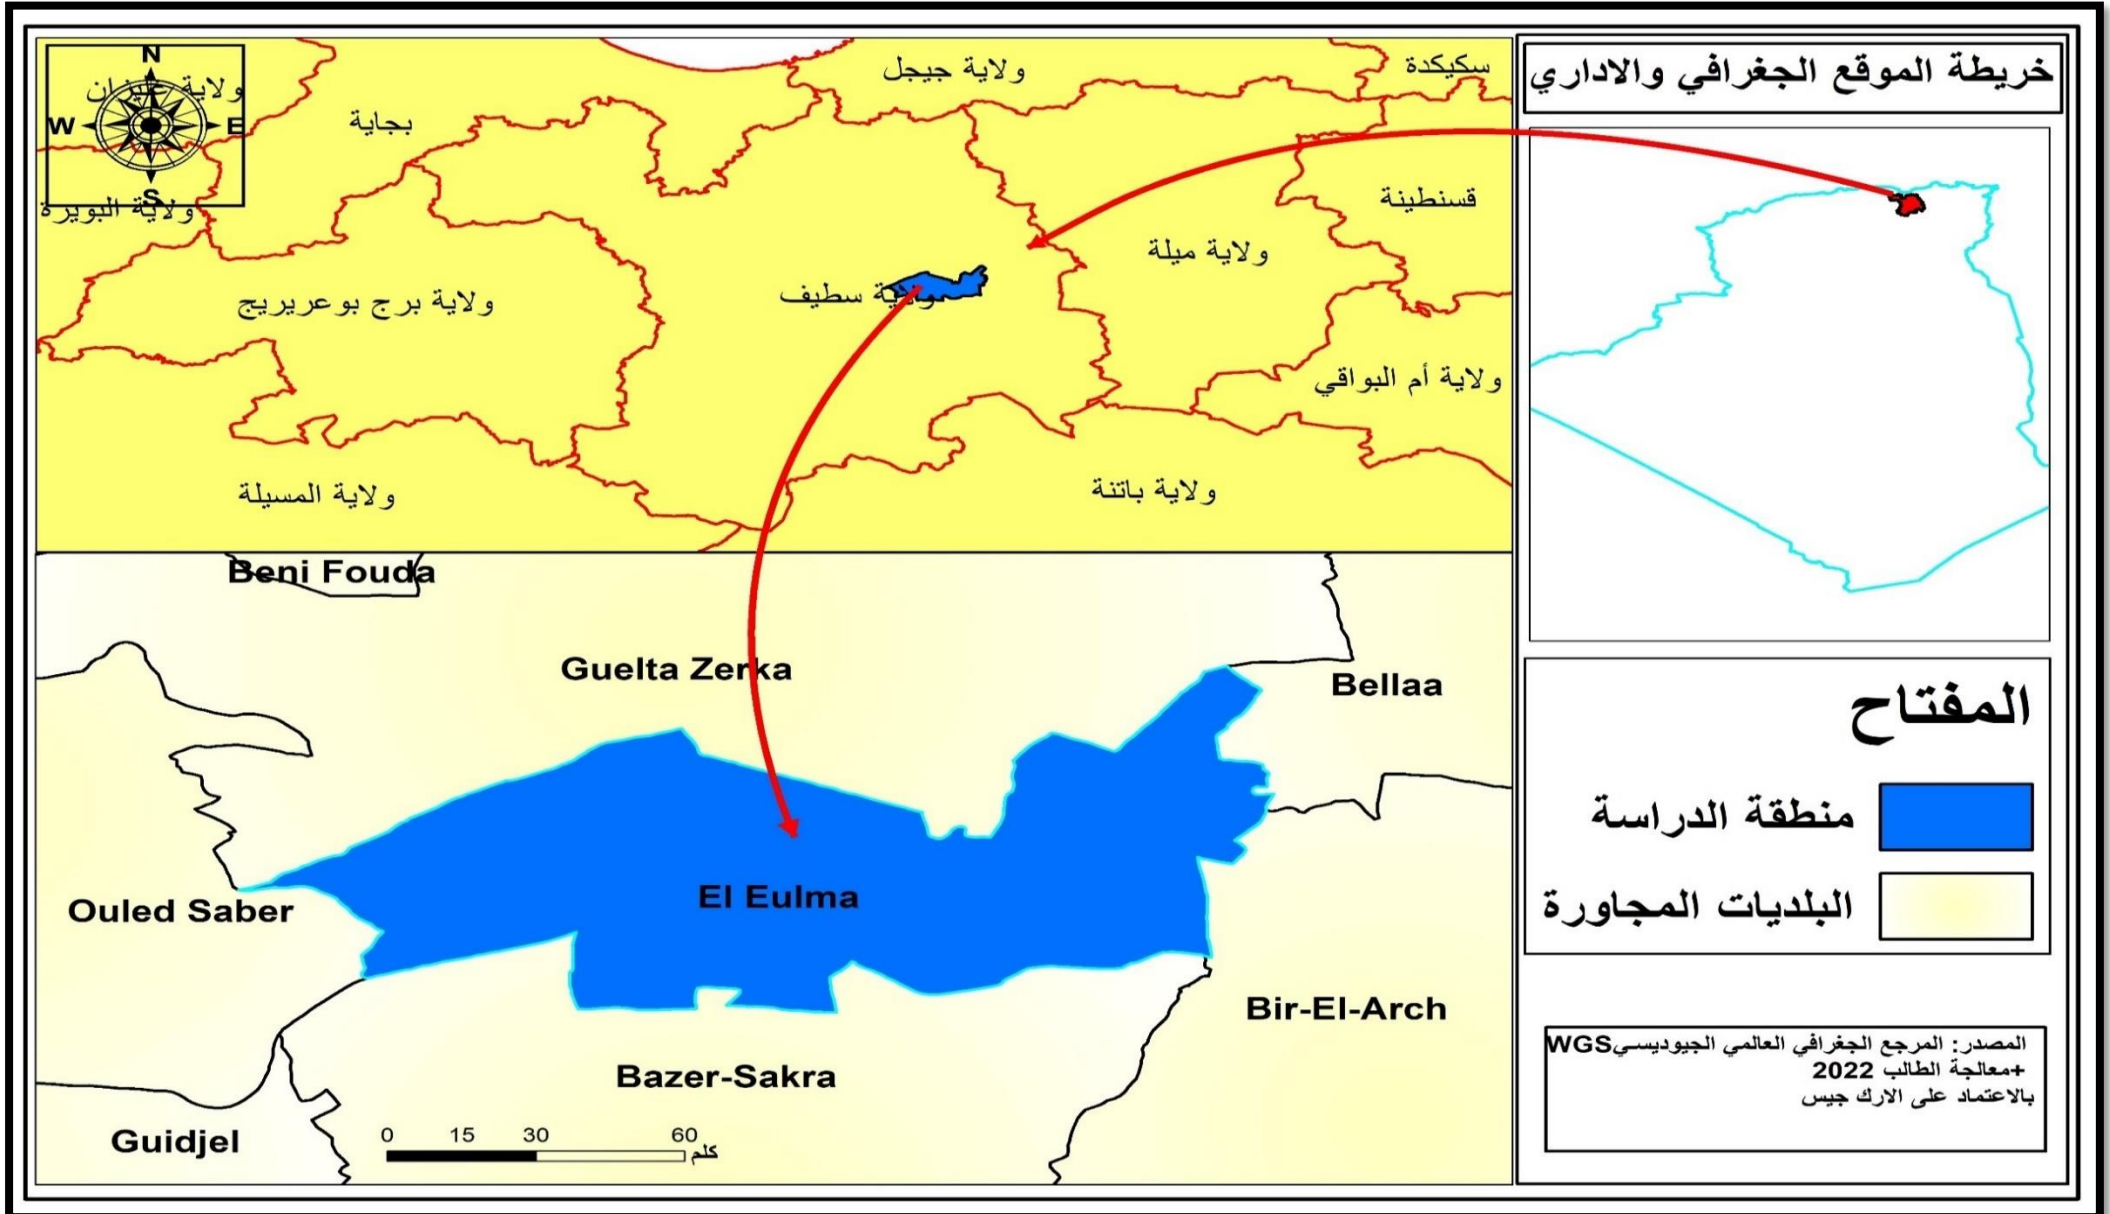 خريطة الموقع الجغرافي والاداري
N
W
E
S
ولاية غليزان
بجاية
ولاية جيجل
سكيكدة
ولاية البويرة
قسنطينة
ولاية ميلة
ولاية برج بوعريريج
ولاية سطيف
ولاية أم البواقي
ولاية المسيلة
ولاية باتنة
Beni Fouda
Guelta Zerka
Bellaa
El Eulma
Ouled Saber
Bir-El-Arch
Bazer-Sakra
Guidjel
0 15 30 60
كلم
المفتاح
منطقة الدراسة
البلديات المجاورة
المصدر: المرجع الجغرافي العالمي الجيوديسيWGS
+معالجة الطالب 2022
بالاعتماد على الارك جيس